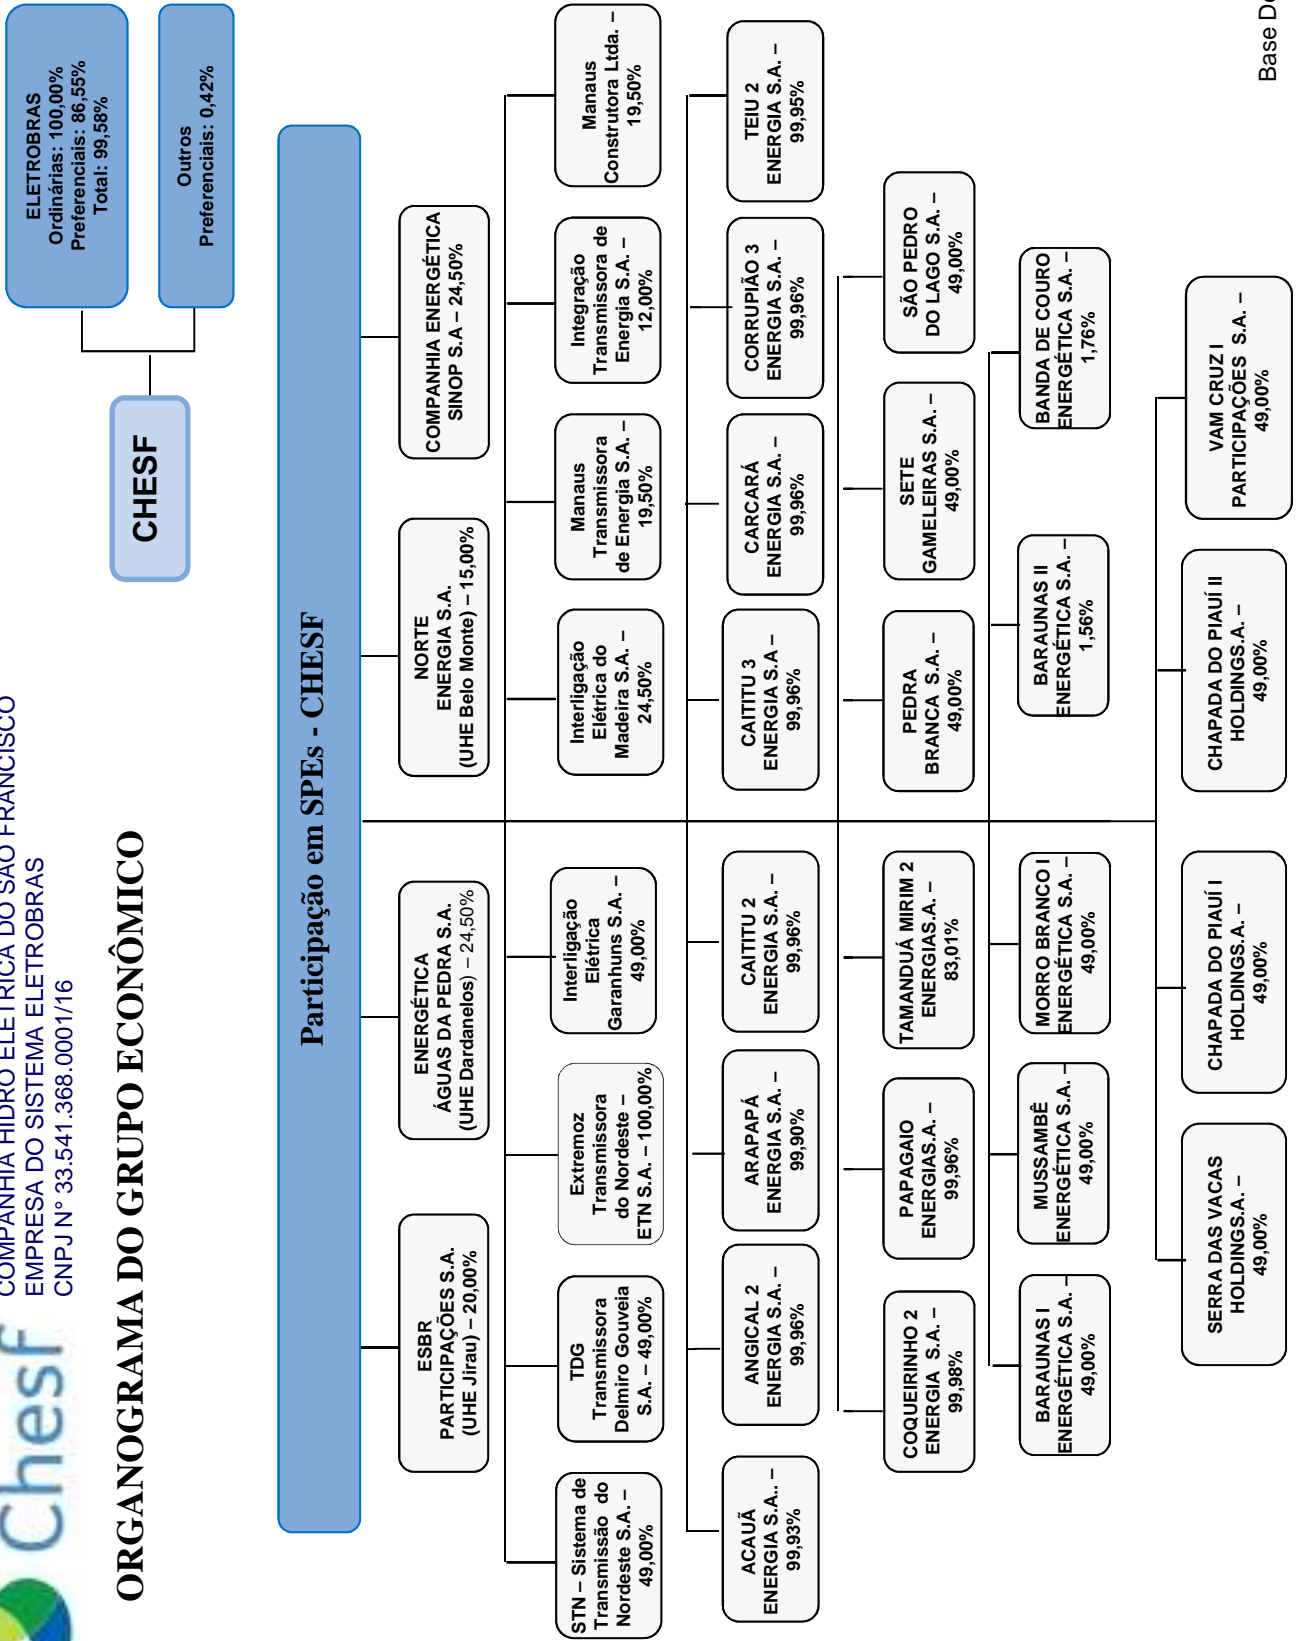 Chesf
COMPANHIA HIDRO ELÉTRICA DO SÃO FRANCISCO
EMPRESA DO SISTEMA ELETROBRAS
CNPJ N° 33.541.368.0001/16
ORGANOGRAMA DO GRUPO ECONÔMICO
CHESF
ELETROBRAS
Ordinárias: 100,00%
Preferenciais: 86,55%
Total: 99,58%
Outros
Preferenciais: 0,42%
Participação em SPEs - CHESF
ESBR
PARTICIPAÇÕES S.A.
(UHE Jirau) – 20,00%
ENERGÉTICA
ÁGUAS DA PEDRA S.A.
(UHE Dardanelos) – 24,50%
NORTE
ENERGIA S.A.
(UHE Belo Monte) – 15,00%
COMPANHIA ENERGÉTICA
SINOP S.A – 24,50%
STN – Sistema de
Transmissão do
Nordeste S.A. –
49,00%
TDG
Transmissora
Delmiro Gouveia
S.A. – 49,00%
Extremoz
Transmissora
do Nordeste –
ETN S.A. – 100,00%
Interligação
Elétrica
Garanhuns S.A. –
49,00%
Interligação
Elétrica do
Madeira S.A. –
24,50%
Manaus
Transmissora
de Energia S.A. –
19,50%
Integração
Transmissora de
Energia S.A. –
12,00%
Manaus
Construtora Ltda. –
19,50%
ACAUÃ
ENERGIA S.A.. –
99,93%
ANGICAL 2
ENERGIA S.A. –
99,96%
ARAPAPÁ
ENERGIA S.A. –
99,90%
CAITITU 2
ENERGIA S.A. –
99,96%
CAITITU 3
ENERGIA S.A –
99,96%
CARCARÁ
ENERGIA S.A. –
99,96%
CORRUPIÃO 3
ENERGIA S.A. –
99,96%
TEIU 2
ENERGIA S.A. –
99,95%
COQUEIRINHO 2
ENERGIA  S.A. –
99,98%
PAPAGAIO
ENERGIAS.A. –
99,96%
TAMANDUÁ MIRIM 2
ENERGIAS.A. –
83,01%
PEDRA
BRANCA  S.A. –
49,00%
SETE
GAMELEIRAS S.A. –
49,00%
SÃO PEDRO
DO LAGO  S.A. –
49,00%
BARAUNAS I
ENERGÉTICA  S.A. –
49,00%
MUSSAMBÊ
ENERGÉTICA  S.A. –
49,00%
MORRO BRANCO I
ENERGÉTICA  S.A. –
49,00%
BARAUNAS II
ENERGÉTICA  S.A. –
1,56%
BANDA DE COURO
ENERGÉTICA  S.A. –
1,76%
SERRA DAS VACAS
HOLDINGS.A. –
49,00%
CHAPADA DO PIAUÍ I
HOLDINGS.A. –
49,00%
CHAPADA DO PIAUÍ II
HOLDINGS.A. –
49,00%
VAM CRUZ I
PARTICIPAÇÕES  S.A. –
49,00%
Base